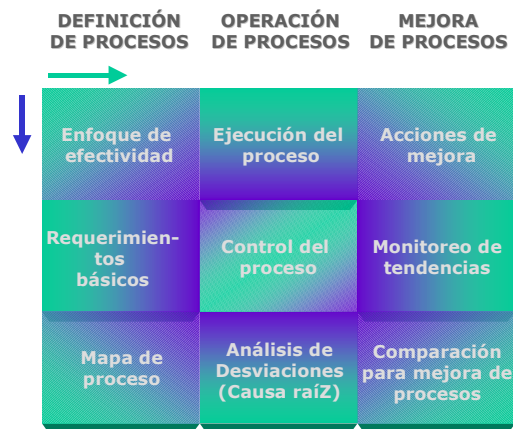 DEFINICIÓN
DE PROCESOS
OPERACIÓN
DE PROCESOS
MEJORA
DE PROCESOS
Enfoque de
efectividad
Ejecución del
proceso
Acciones de
mejora
Requerimien-
tos
básicos
Control del
proceso
Monitoreo de
tendencias
Mapa de
proceso
Análisis de
Desviaciones
(Causa raíZ)
Comparación
para mejora de
procesos